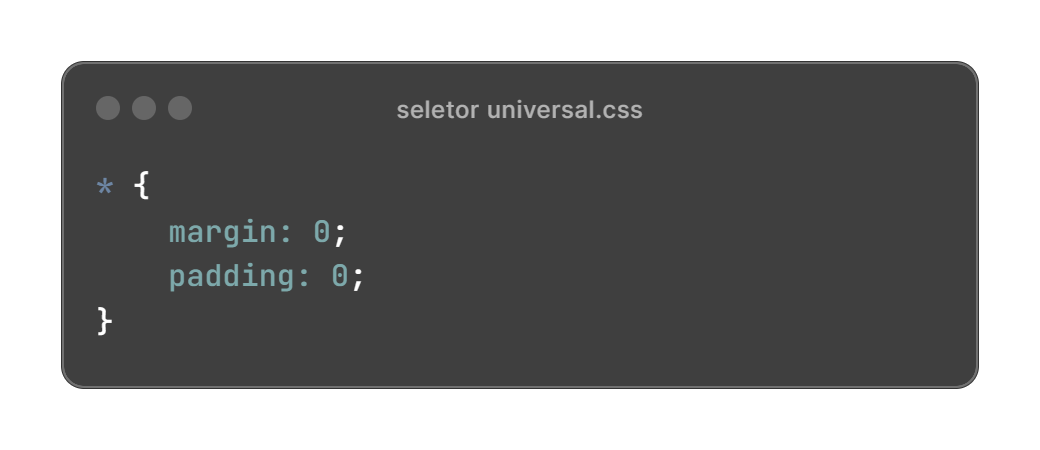 seletor universal.css
* {
    margin: 0;
    padding: 0;
}